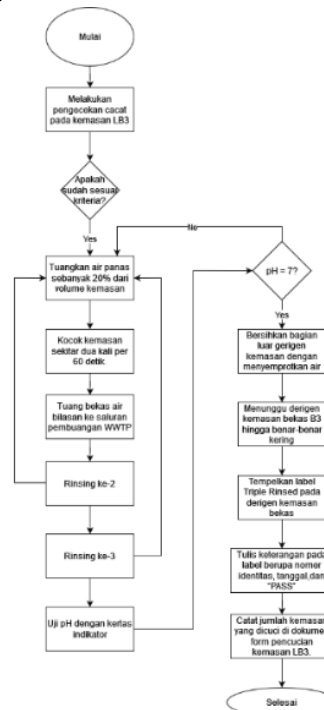 Mulai
Melakukan
pengecekan cacat
pada kemasan LB3
Apakah
sudah sesuai
kriteria?
Yes
Tuangkan air panas
sebanyak 20% dari
volume kemasan
Kocok kemasan
sekitar dua kali per
60 detik
Tuang bekas air
bilasan ke saluran
pembuangan WWTP
Rinsing ke-2
Rinsing ke-3
Uji pH dengan kertas
indikator
No
pH = 7?
Yes
Bersihkan bagian
luar gerigen
kemasan dengan
menyemprotkan air
Menunggu derigen
kemasan bekas B3
hingga benar-benar
kering
Tempelkan label
Triple Rinsed pada
derigen kemasan
bekas
Tulis keterangan pada
label berupa nomor
identitas, tanggal,dan
"PASS"
Catat jumlah kemasan
yang dicuci di dokumen
form pencucian
kemasan LB3.
Selesai